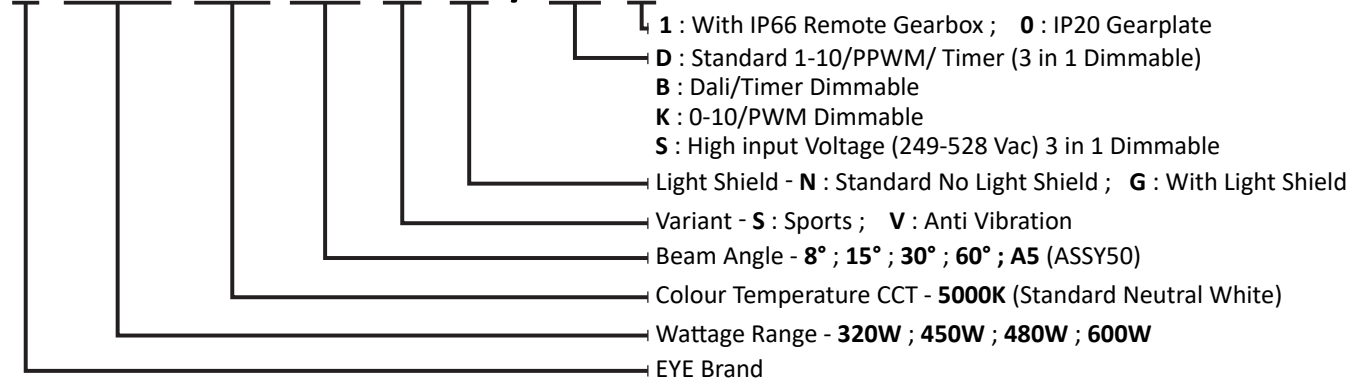 1 : With IP66 Remote Gearbox ; 0 : IP20 Gearplate
D : Standard 1-10/PPWM/ Timer (3 in 1 Dimmable)
B : Dali/Timer Dimmable
K : 0-10/PWM Dimmable
S : High input Voltage (249-528 Vac) 3 in 1 Dimmable
Light Shield - N : Standard No Light Shield ; G : With Light Shield
Variant - S : Sports ; V : Anti Vibration
Beam Angle - 8° ; 15° ; 30° ; 60° ; A5 (ASSY50)
Colour Temperature CCT - 5000K (Standard Neutral White)
Wattage Range - 320W ; 450W ; 480W ; 600W
EYE Brand